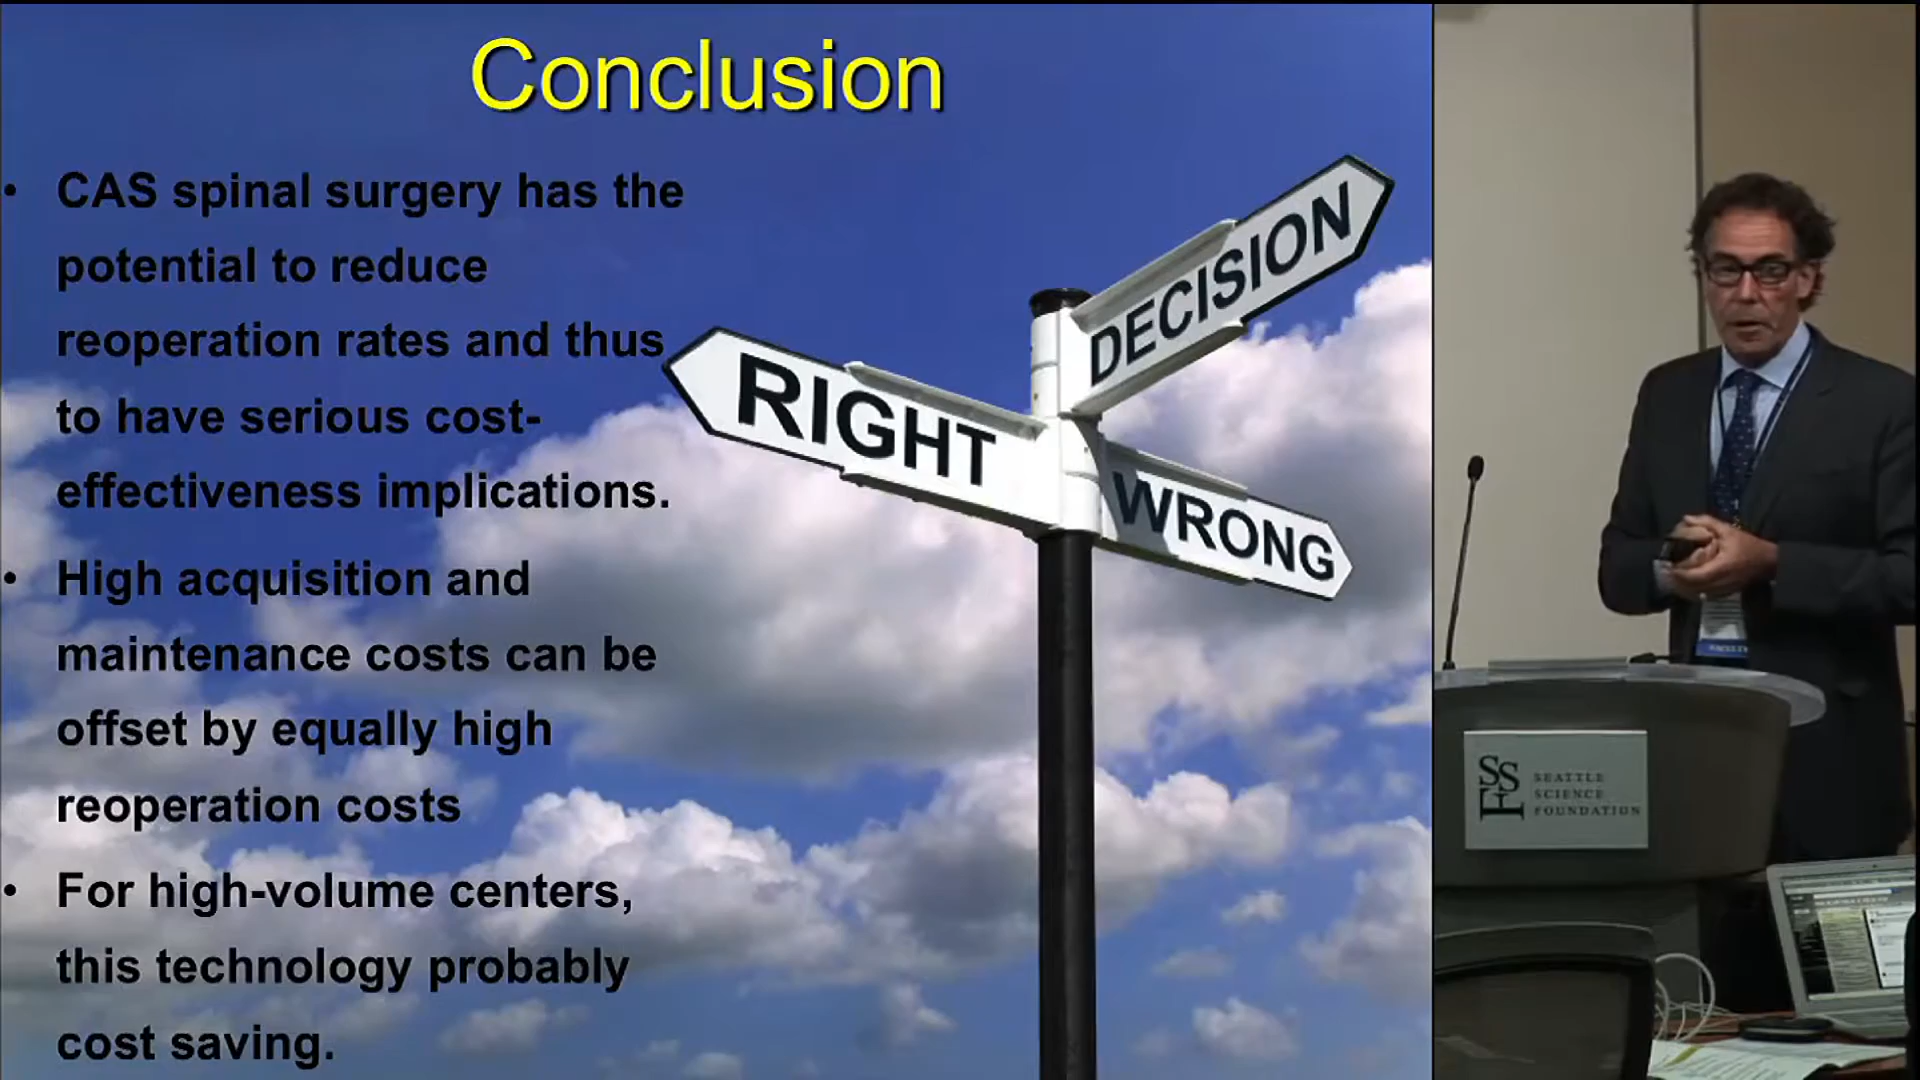 Conclusion
• CAS spinal surgery has the
potential to reduce
reoperation rates and thus
to have serious cost-
effectiveness implications.
• High acquisition and
maintenance costs can be
offset by equally high
reoperation costs
• For high-volume centers,
this technology probably
cost saving.
DECISION
RIGHT
WRONG
SSF
SEATTLE
SCIENCE
FOUNDATION